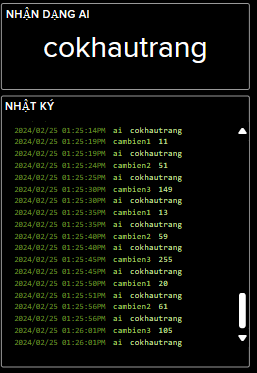 NHẬN DẠNG AI
cokhautrang
NHẬT KÝ
2024/02/25 01:25:14PM ai cokhautrang
2024/02/25 01:25:19PM cambien1 11
2024/02/25 01:25:19PM ai cokhautrang
2024/02/25 01:25:24PM cambien2 51
2024/02/25 01:25:25PM ai cokhautrang
2024/02/25 01:25:30PM cambien3 149
2024/02/25 01:25:30PM ai cokhautrang
2024/02/25 01:25:35PM cambien1 13
2024/02/25 01:25:35PM ai cokhautrang
2024/02/25 01:25:40PM cambien2 59
2024/02/25 01:25:40PM ai cokhautrang
2024/02/25 01:25:45PM cambien3 255
2024/02/25 01:25:45PM ai cokhautrang
2024/02/25 01:25:50PM cambien1 20
2024/02/25 01:25:51PM ai cokhautrang
2024/02/25 01:25:56PM cambien2 61
2024/02/25 01:25:56PM ai cokhautrang
2024/02/25 01:26:01PM cambien3 105
2024/02/25 01:26:01PM ai cokhautrang